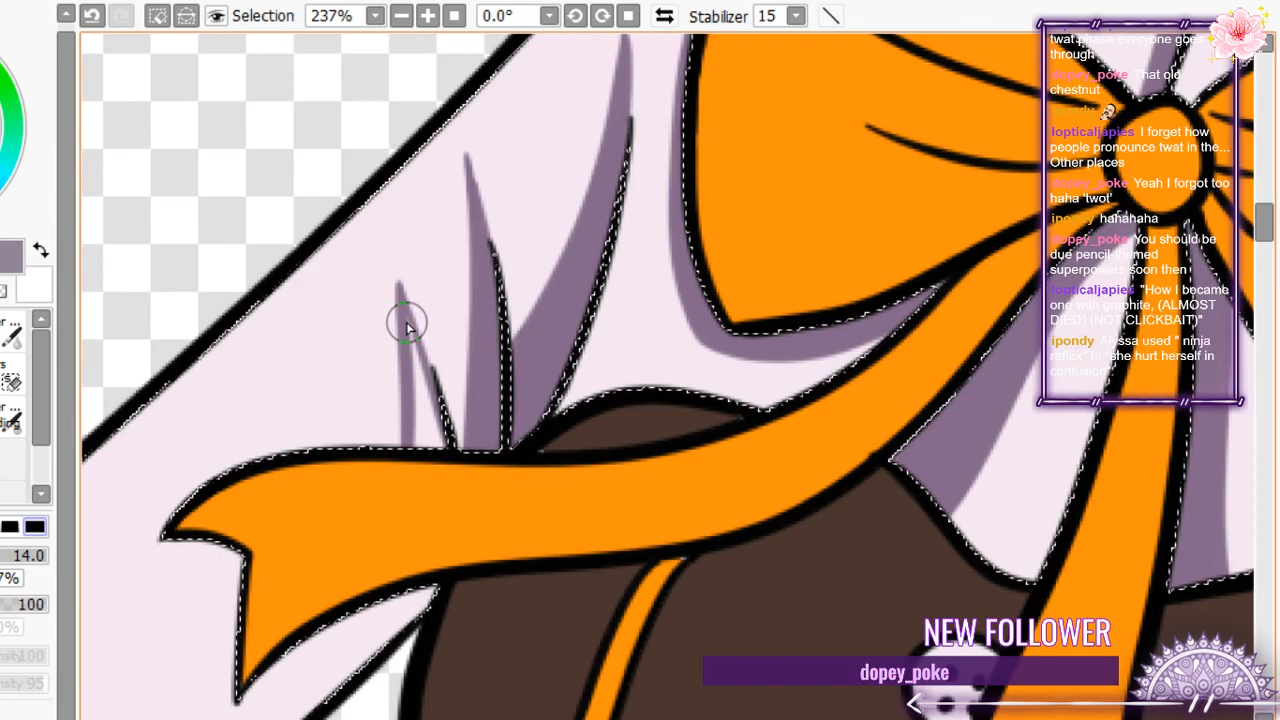 Selection 237% 0.0° Stabilizer 15
twat phase everyone goes
through
dopey_poke That old
chestnut
ipondy
lopticaljapies I forget how
people pronounce twat in the...
Other places
dopey_poke Yeah I forgot too
haha 'twot'
ipondy hahahaha
dopey_poke You should be
due pencil-themed
superpowers soon then
lopticaljapies "How I became
one with graphite, (ALMOST
DIED) (NOT CLICKBAIT)"
ipondy Alyssa used " ninja
reflex" !!! "she hurt herself in
confusion"
14.0
100
NEW FOLLOWER
dopey_poke